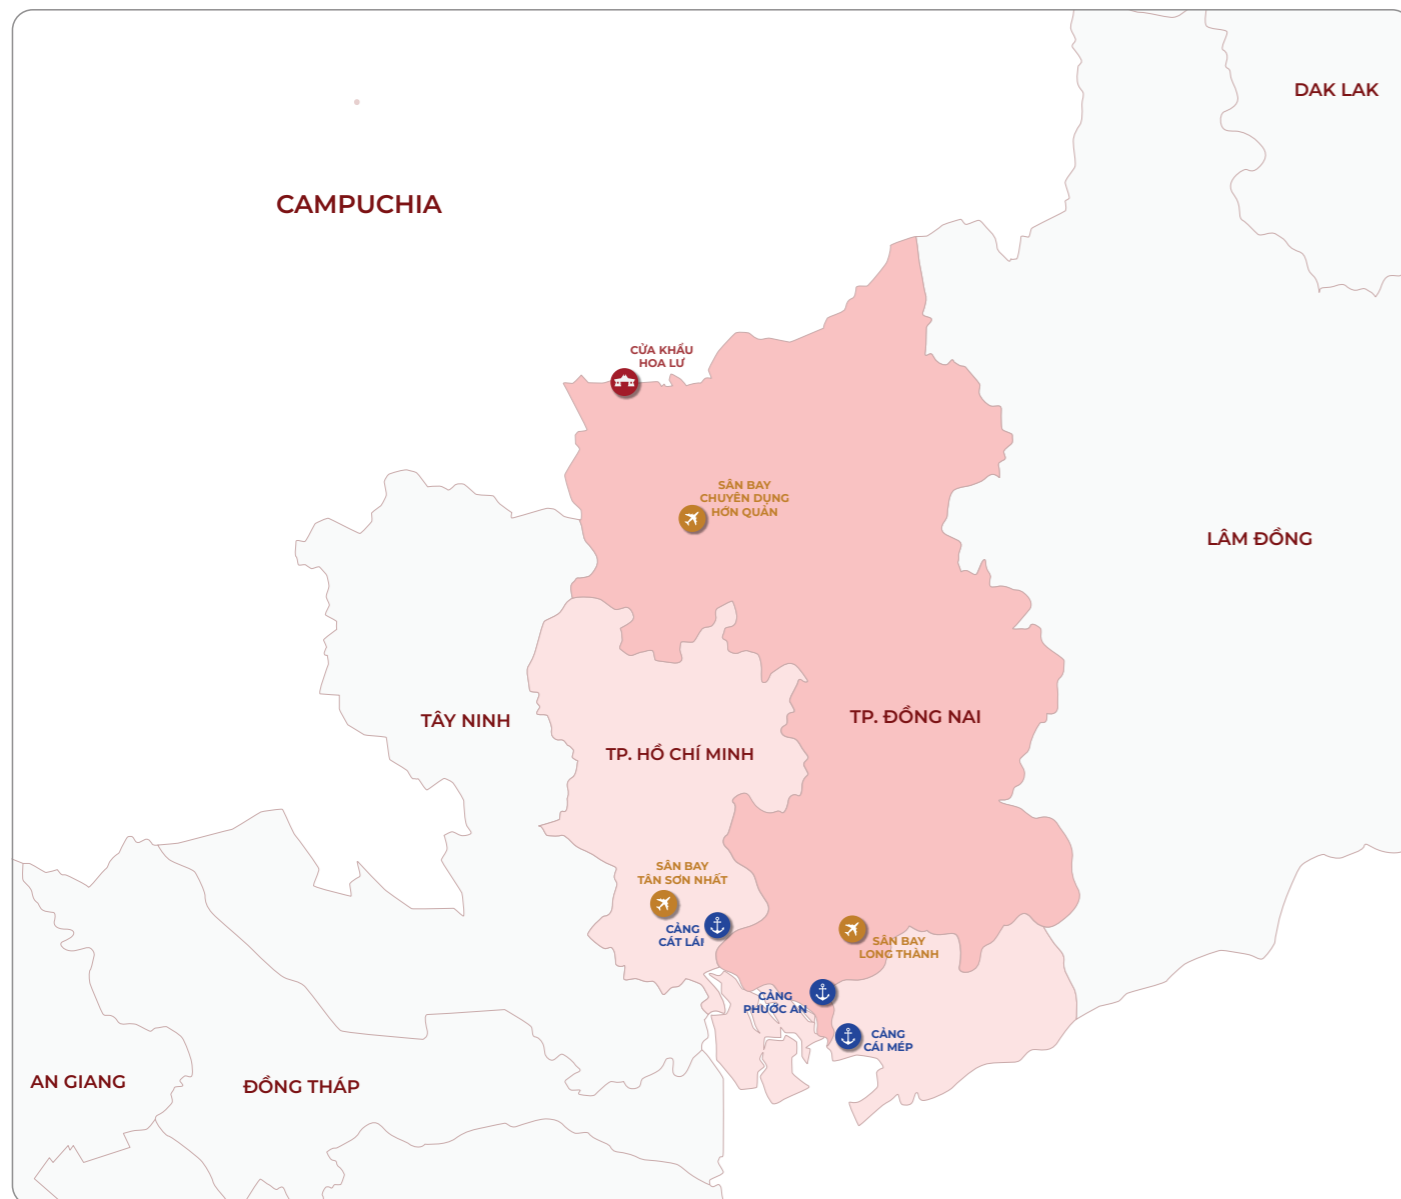 DAK LAK
CAMPUCHIA
CỬA KHẨU
HOA LƯ
SÂN BAY
CHUYÊN DỤNG
HỚN QUẢN
LÂM ĐỒNG
TÂY NINH
TP. ĐỒNG NAI
TP. HỒ CHÍ MINH
SÂN BAY
TÂN SƠN NHẤT
CẢNG
CÁT LÁI
SÂN BAY
LONG THÀNH
CẢNG
PHƯỚC AN
CẢNG
CÁI MÉP
AN GIANG
ĐỒNG THÁP